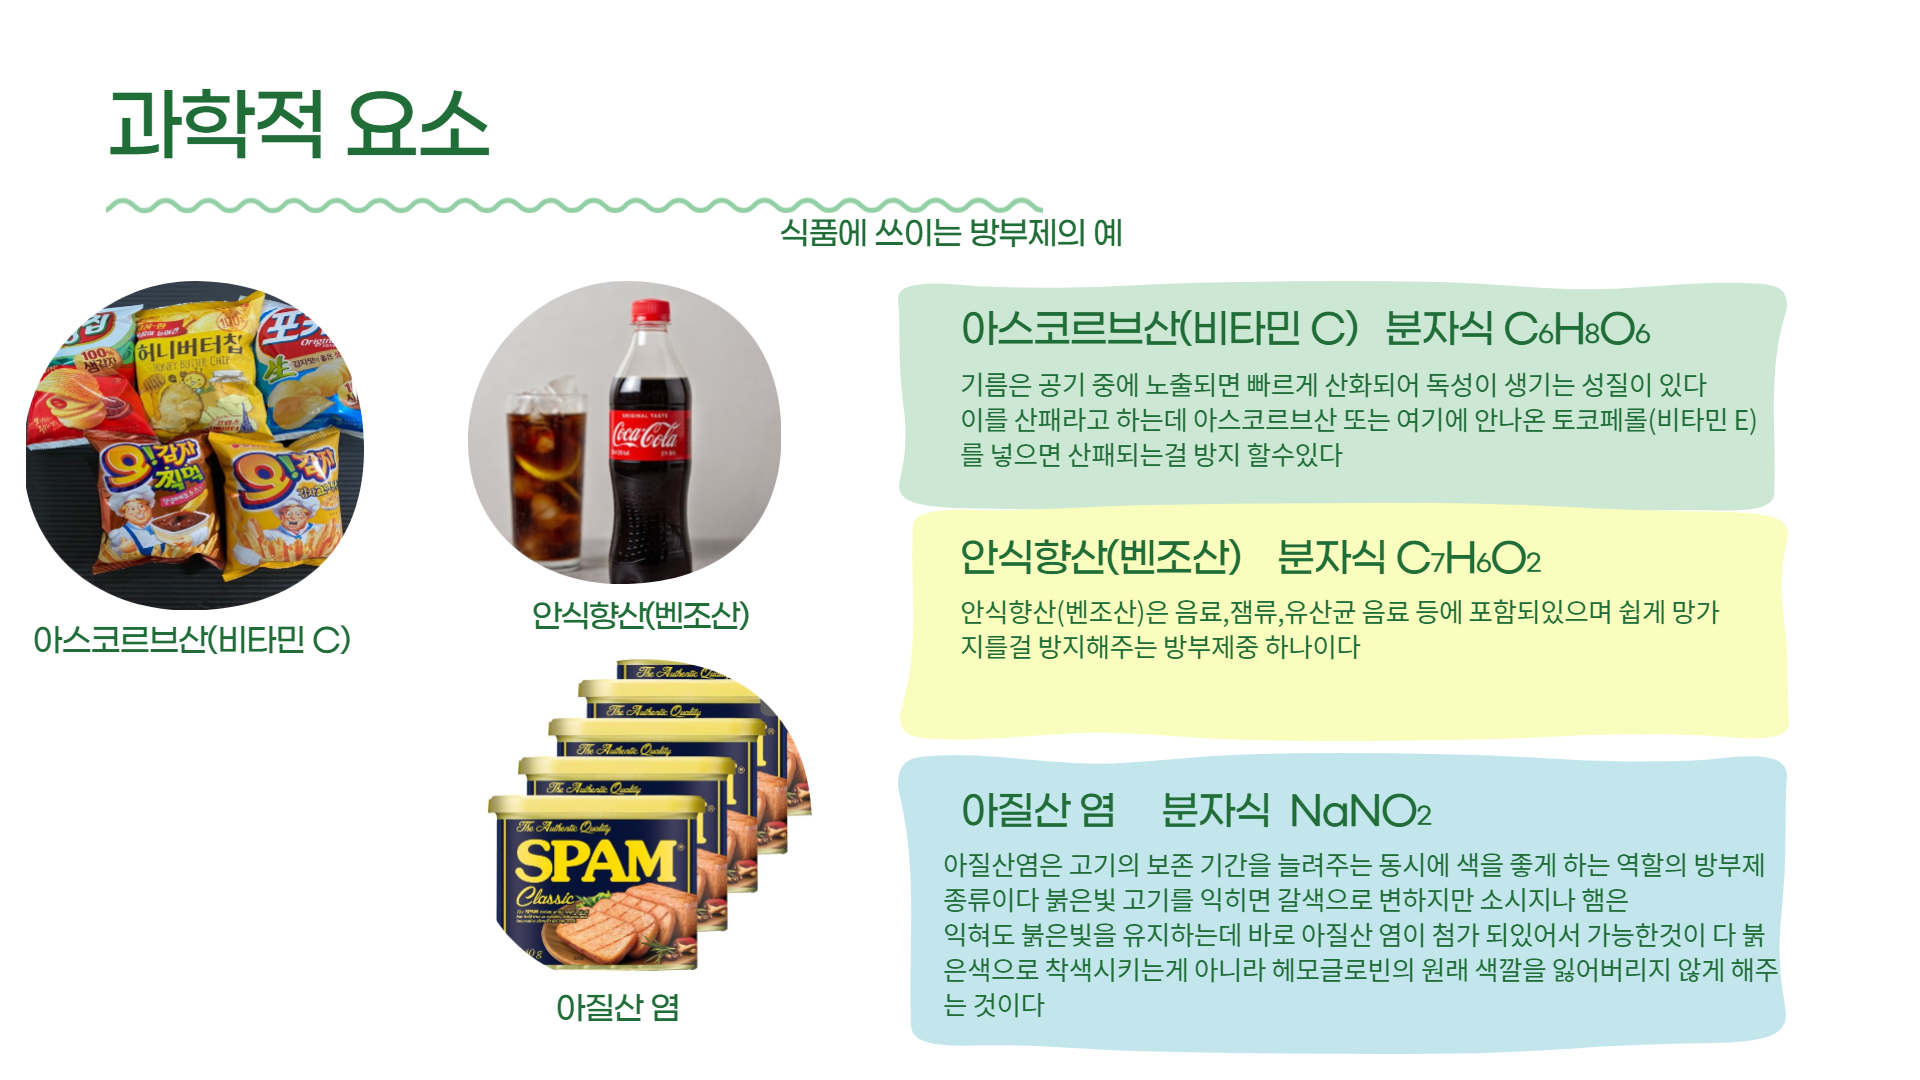 과학적 요소
식품에 쓰이는 방부제의 예
허니버터칩
HONEY BUTTER CHIP
100%
생감자
Original
오!감자
찍먹
오!감자
아스코르브산(비타민 C)
ORIGINAL TASTE
Coca-Cola
안식향산(벤조산)
The Authentic Quality
The Authentic Quality
The Authentic Quality
The Authentic Quality
SPAM
Classic
아질산 염
아스코르브산(비타민 C) 분자식 C6H8O6
기름은 공기 중에 노출되면 빠르게 산화되어 독성이 생기는 성질이 있다
이를 산패라고 하는데 아스코르브산 또는 여기에 안나온 토코페롤(비타민 E)
를 넣으면 산패되는걸 방지 할수있다
안식향산(벤조산) 분자식 C7H6O2
안식향산(벤조산)은 음료,잼류,유산균 음료 등에 포함되있으며 쉽게 망가
지를걸 방지해주는 방부제중 하나이다
아질산 염 분자식 NaNO2
아질산염은 고기의 보존 기간을 늘려주는 동시에 색을 좋게 하는 역할의 방부제
종류이다 붉은빛 고기를 익히면 갈색으로 변하지만 소시지나 햄은
익혀도 붉은빛을 유지하는데 바로 아질산 염이 첨가 되있어서 가능한것이 다 붉
은색으로 착색시키는게 아니라 헤모글로빈의 원래 색깔을 잃어버리지 않게 해주
는 것이다